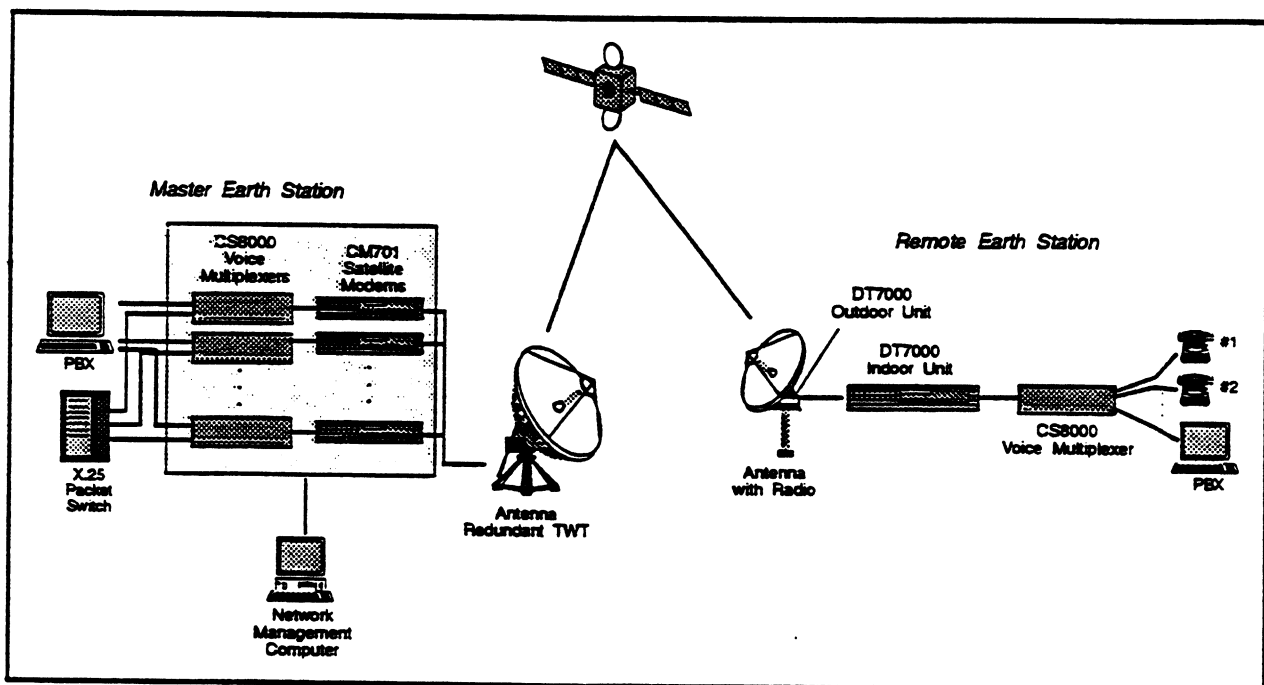 Master Earth Station
CS8000
Voice
Multiplexers
CM701
Satellite
Modems
PBX
X.25
Packet
Switch
Network
Management
Computer
Antenna
Redundant TWT
Remote Earth Station
DT7000
Outdoor Unit
DT7000
Indoor Unit
Antenna
with Radio
CS8000
Voice Multiplexer
#1
#2
PBX